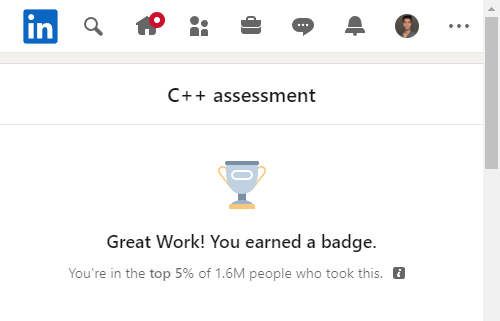 in
C++ assessment
Great Work! You earned a badge.
You're in the top 5% of 1.6M people who took this.